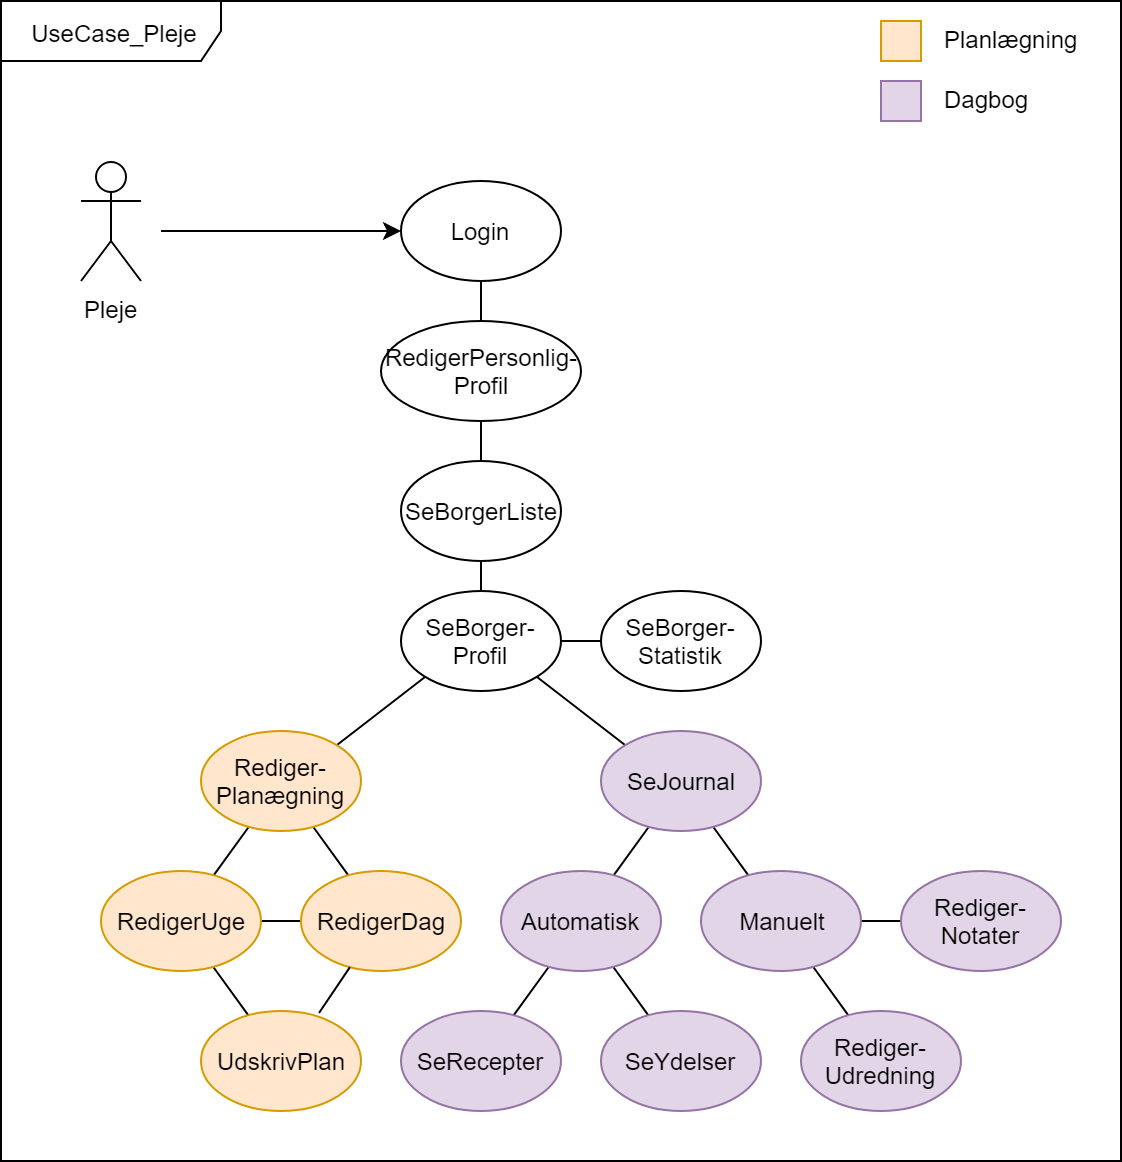 UseCase_Pleje
Planlægning
Dagbog
Pleje
Login
RedigerPersonlig-
Profil
SeBorgerListe
SeBorger-
Profil
SeBorger-
Statistik
Rediger-
Planægning
SeJournal
RedigerUge
RedigerDag
Automatisk
Manuelt
Rediger-
Notater
UdskrivPlan
SeRecepter
SeYdelser
Rediger-
Udredning